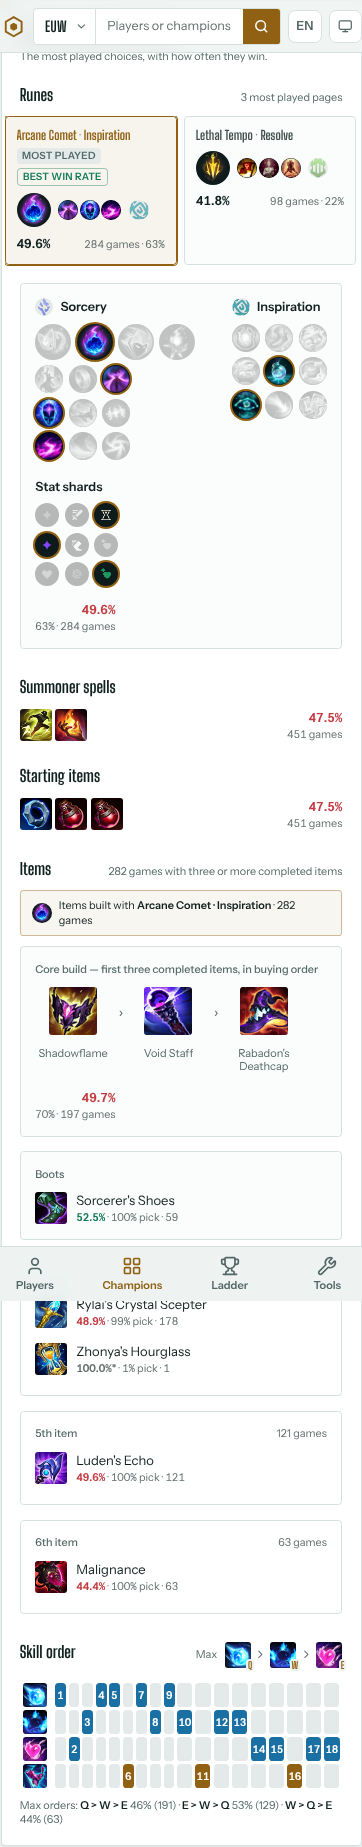 EUW
Players or champions
EN
The most played choices, with how often they win.
Runes
3 most played pages
Arcane Comet · Inspiration
MOST PLAYED
BEST WIN RATE
49.6%
284 games · 63%
Lethal Tempo · Resolve
41.8%
98 games · 22%
Sorcery
Inspiration
Stat shards
49.6%
63% · 284 games
Summoner spells
47.5%
451 games
Starting items
47.5%
451 games
Items
282 games with three or more completed items
Items built with Arcane Comet · Inspiration · 282
games
Core build — first three completed items, in buying order
Shadowflame
›
Void Staff
›
Rabadon's
Deathcap
49.7%
70% · 197 games
Boots
Sorcerer's Shoes
52.5% · 100% pick · 59
Players
Champions
Ladder
Tools
Rylai's Crystal Scepter
48.9% · 99% pick · 178
Zhonya's Hourglass
100.0%* · 1% pick · 1
5th item
121 games
Luden's Echo
49.6% · 100% pick · 121
6th item
63 games
Malignance
44.4% · 100% pick · 63
Skill order
Max Q › W › E
1 4 5 7 9
3 8 10 12 13
2 14 15 17 18
6 11 16
Max orders: Q > W > E 46% (191) · E > W > Q 53% (129) · W > Q > E
44% (63)